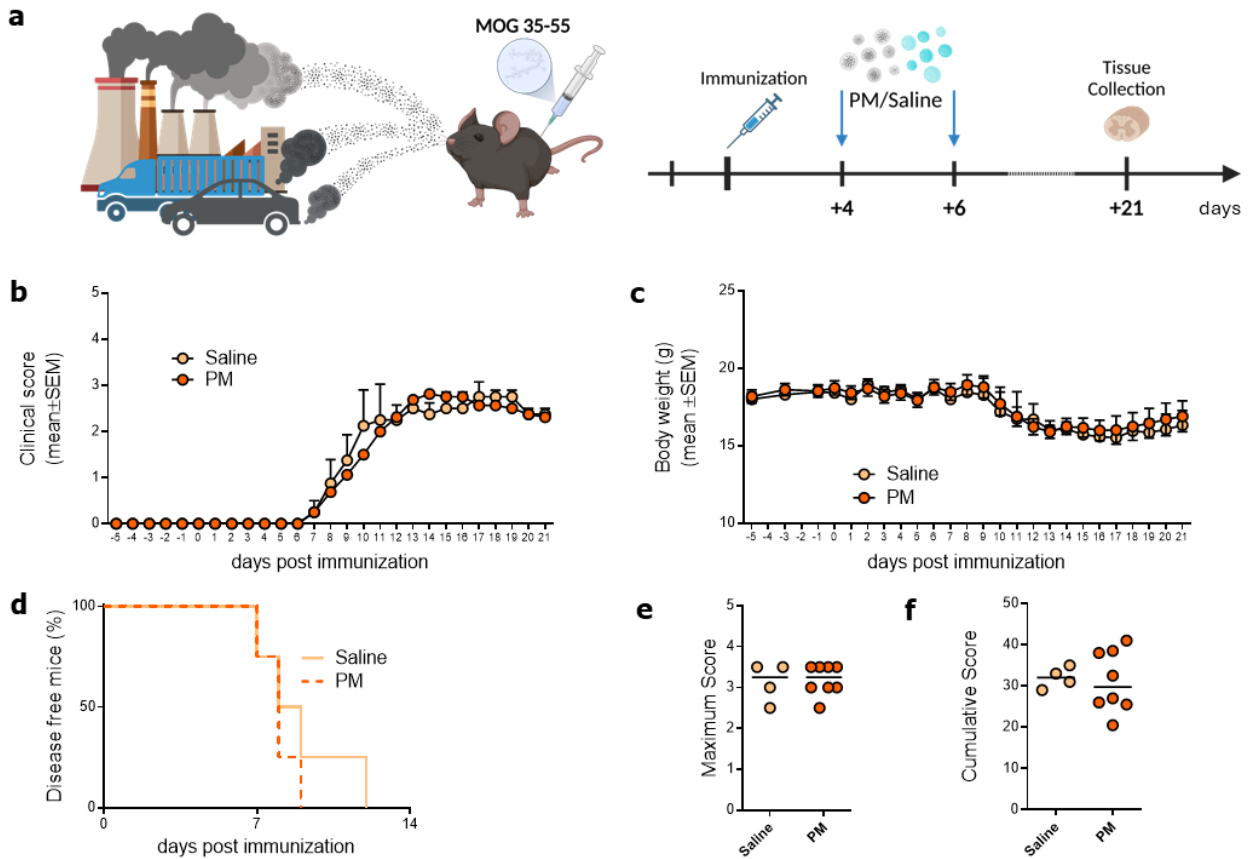 a
MOG 35-55
Immunization
PM/Saline
Tissue
Collection
+4
+6
+21
days
b
Clinical score
(mean±SEM)
5
4
3
2
1
0
Saline
PM
-5 -4 -3 -2 -1 0 1 2 3 4 5 6 7 8 9 10 11 12 13 14 15 16 17 18 19 20 21
days post immunization
c
Body weight (g)
(mean ±SEM)
25
20
15
10
Saline
PM
-5 -4 -3 -2 -1 0 1 2 3 4 5 6 7 8 9 10 11 12 13 14 15 16 17 18 19 20 21
days post immunization
d
Disease free mice (%)
100
50
0
Saline
PM
0 7 14
days post immunization
e
Maximum Score
5
4
3
2
1
0
Saline PM
f
Cumulative Score
50
40
30
20
10
0
Saline PM